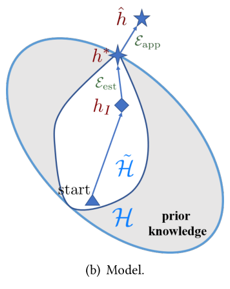 ĥ
h*
ℰapp
ℰest
hI
ℋ̃
start
ℋ
prior
knowledge
(b) Model.